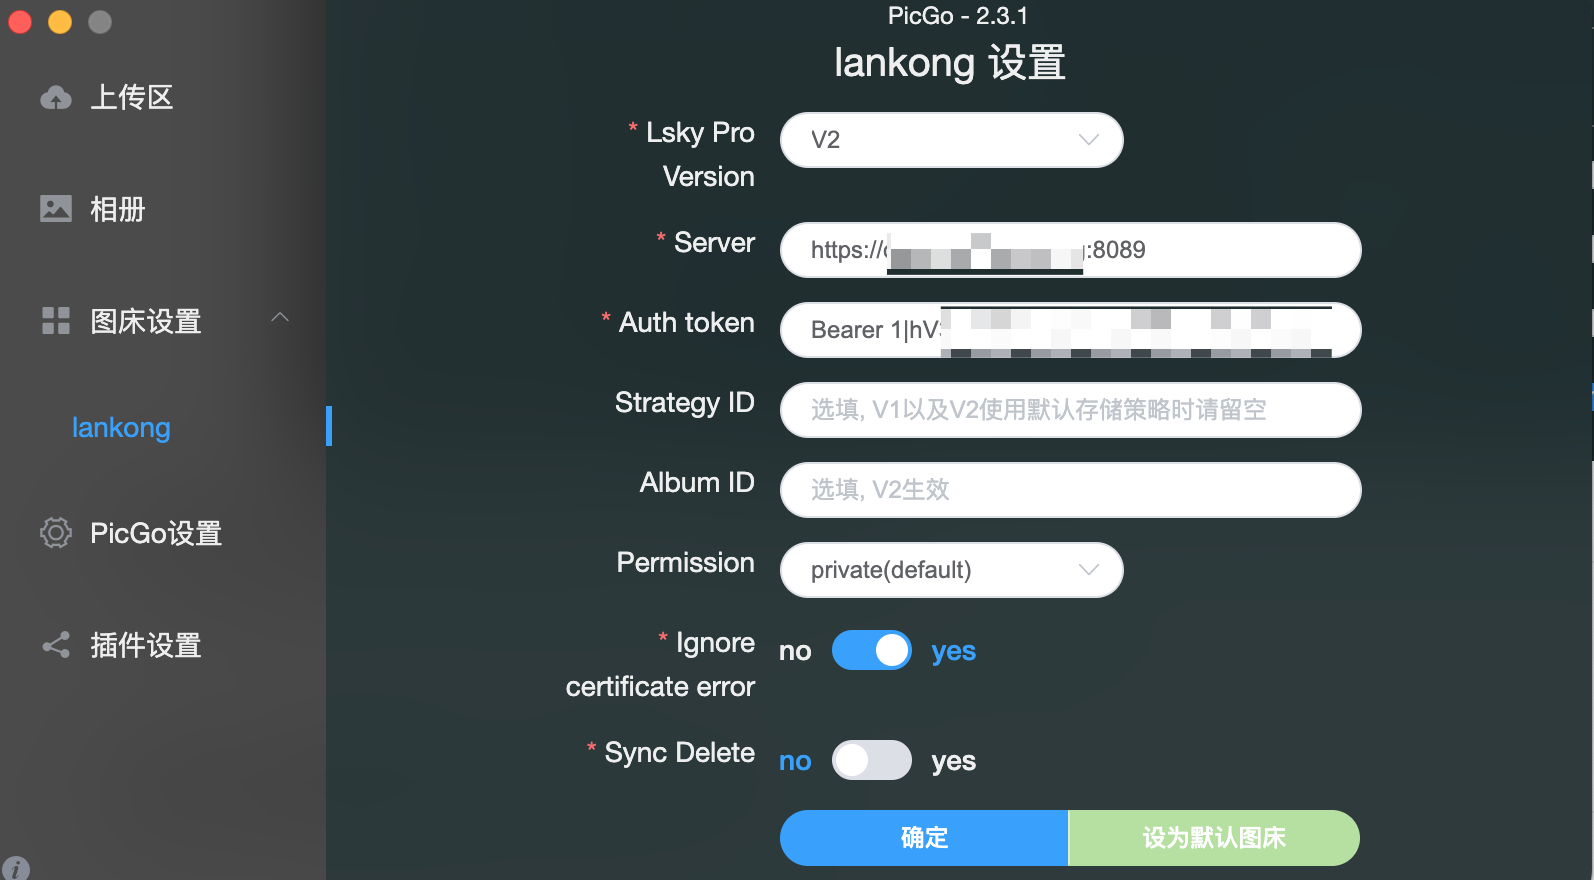 PicGo - 2.3.1
lankong 设置
上传区
相册
图床设置
lankong
PicGo设置
插件设置
* Lsky Pro
Version
V2
* Server
https:// :8089
* Auth token
Bearer 1|hV
Strategy ID
选填, V1以及V2使用默认存储策略时请留空
Album ID
选填, V2生效
Permission
private(default)
* Ignore
certificate error
no yes
* Sync Delete
no yes
确定
设为默认图床